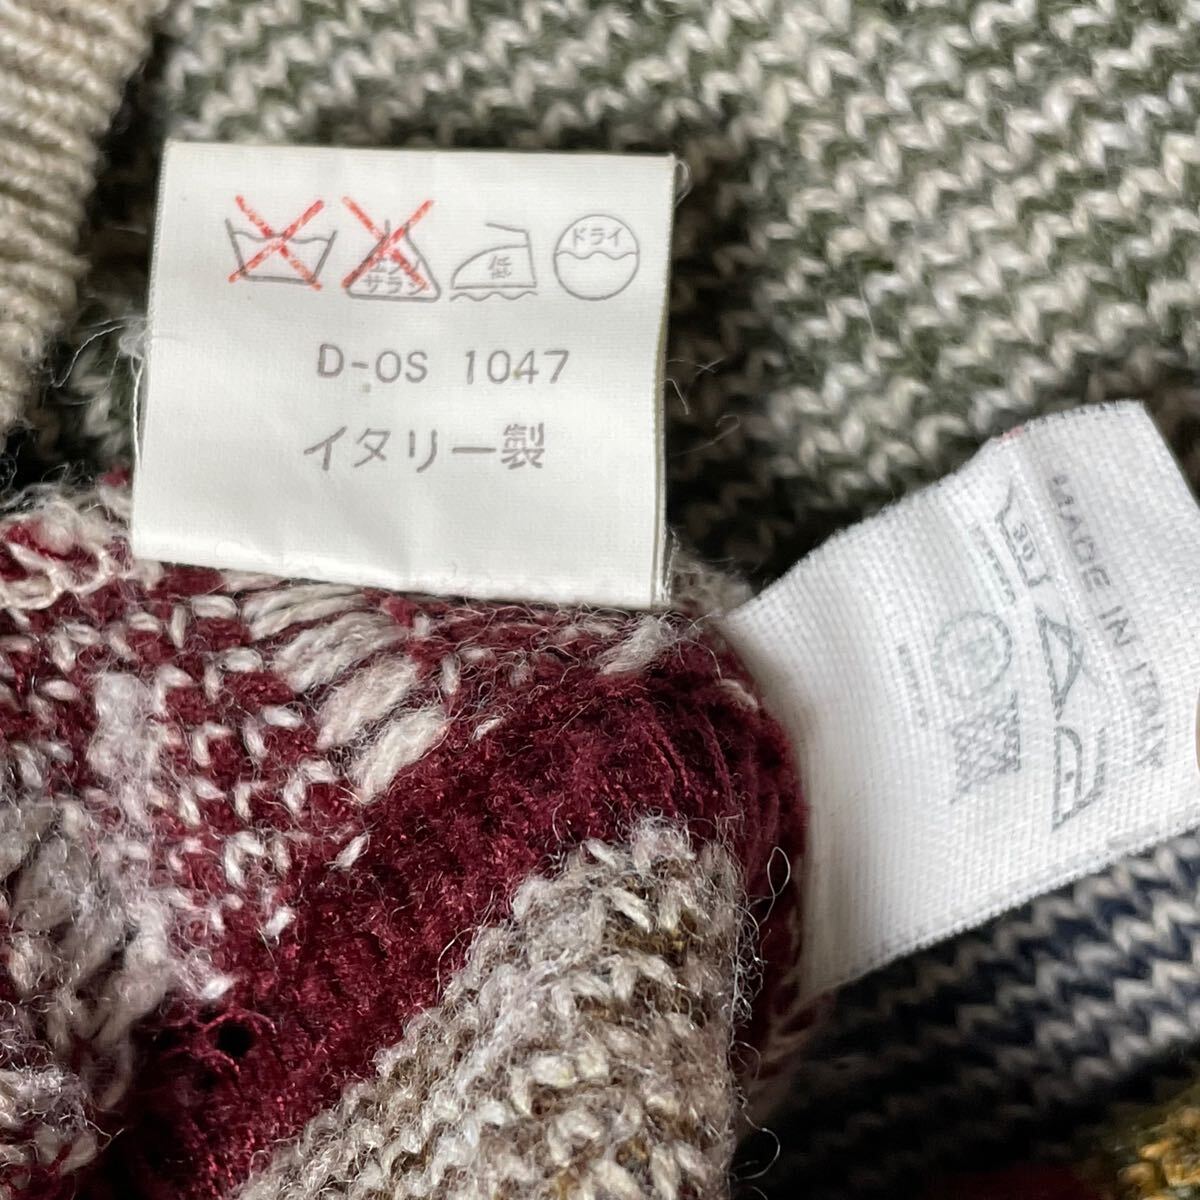 エンソ
サラシ
低
ドライ
D-OS 1047
イタリー製
MADE IN ITALY
30